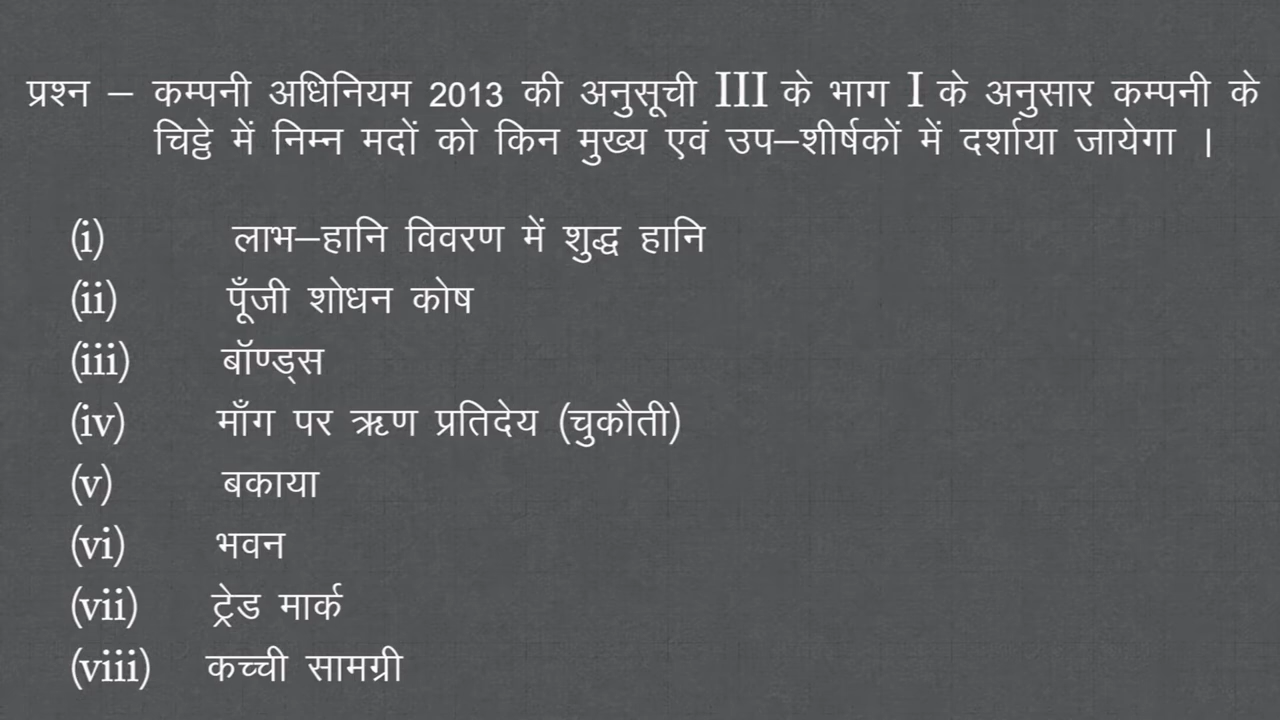 प्रश्न – कम्पनी अधिनियम 2013 की अनुसूची III के भाग I के अनुसार कम्पनी के
चिट्ठे में निम्न मदों को किन मुख्य एवं उप–शीर्षकों में दर्शाया जायेगा ।
(i) लाभ–हानि विवरण में शुद्ध हानि
(ii) पूँजी शोधन कोष
(iii) बॉण्ड्स
(iv) माँग पर ऋण प्रतिदेय (चुकौती)
(v) बकाया
(vi) भवन
(vii) ट्रेड मार्क
(viii) कच्ची सामग्री